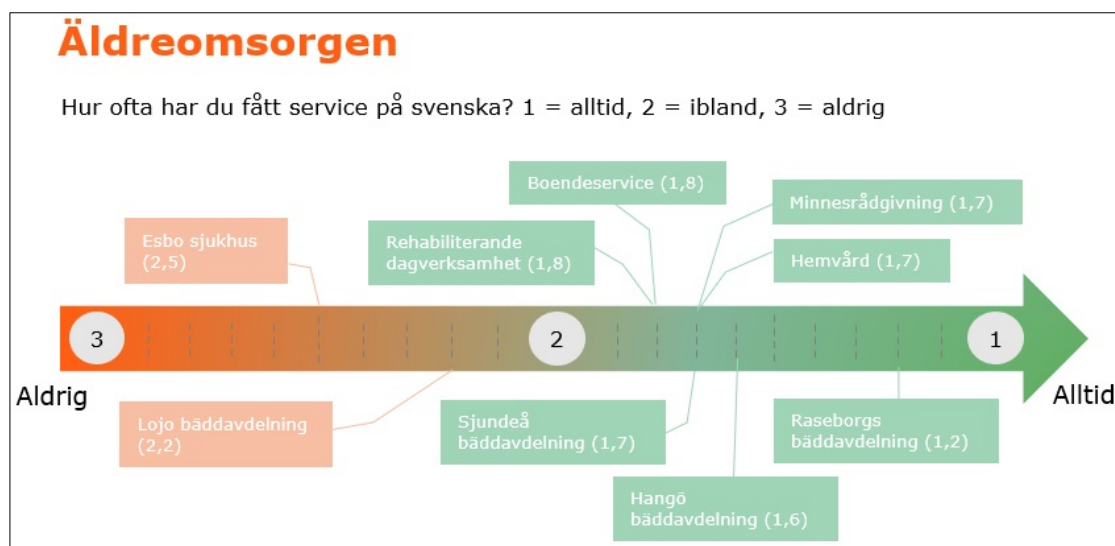 Äldreomsorgen
Hur ofta har du fått service på svenska? 1 = alltid, 2 = ibland, 3 = aldrig
Boendeservice (1,8)
Minnesrådgivning (1,7)
Esbo sjukhus
(2,5)
Rehabiliterande
dagverksamhet (1,8)
Hemvård (1,7)
3
2
1
Aldrig
Alltid
Lojo bäddavdelning
(2,2)
Sjundeå
bäddavdelning (1,7)
Raseborgs
bäddavdelning (1,2)
Hangö
bäddavdelning (1,6)